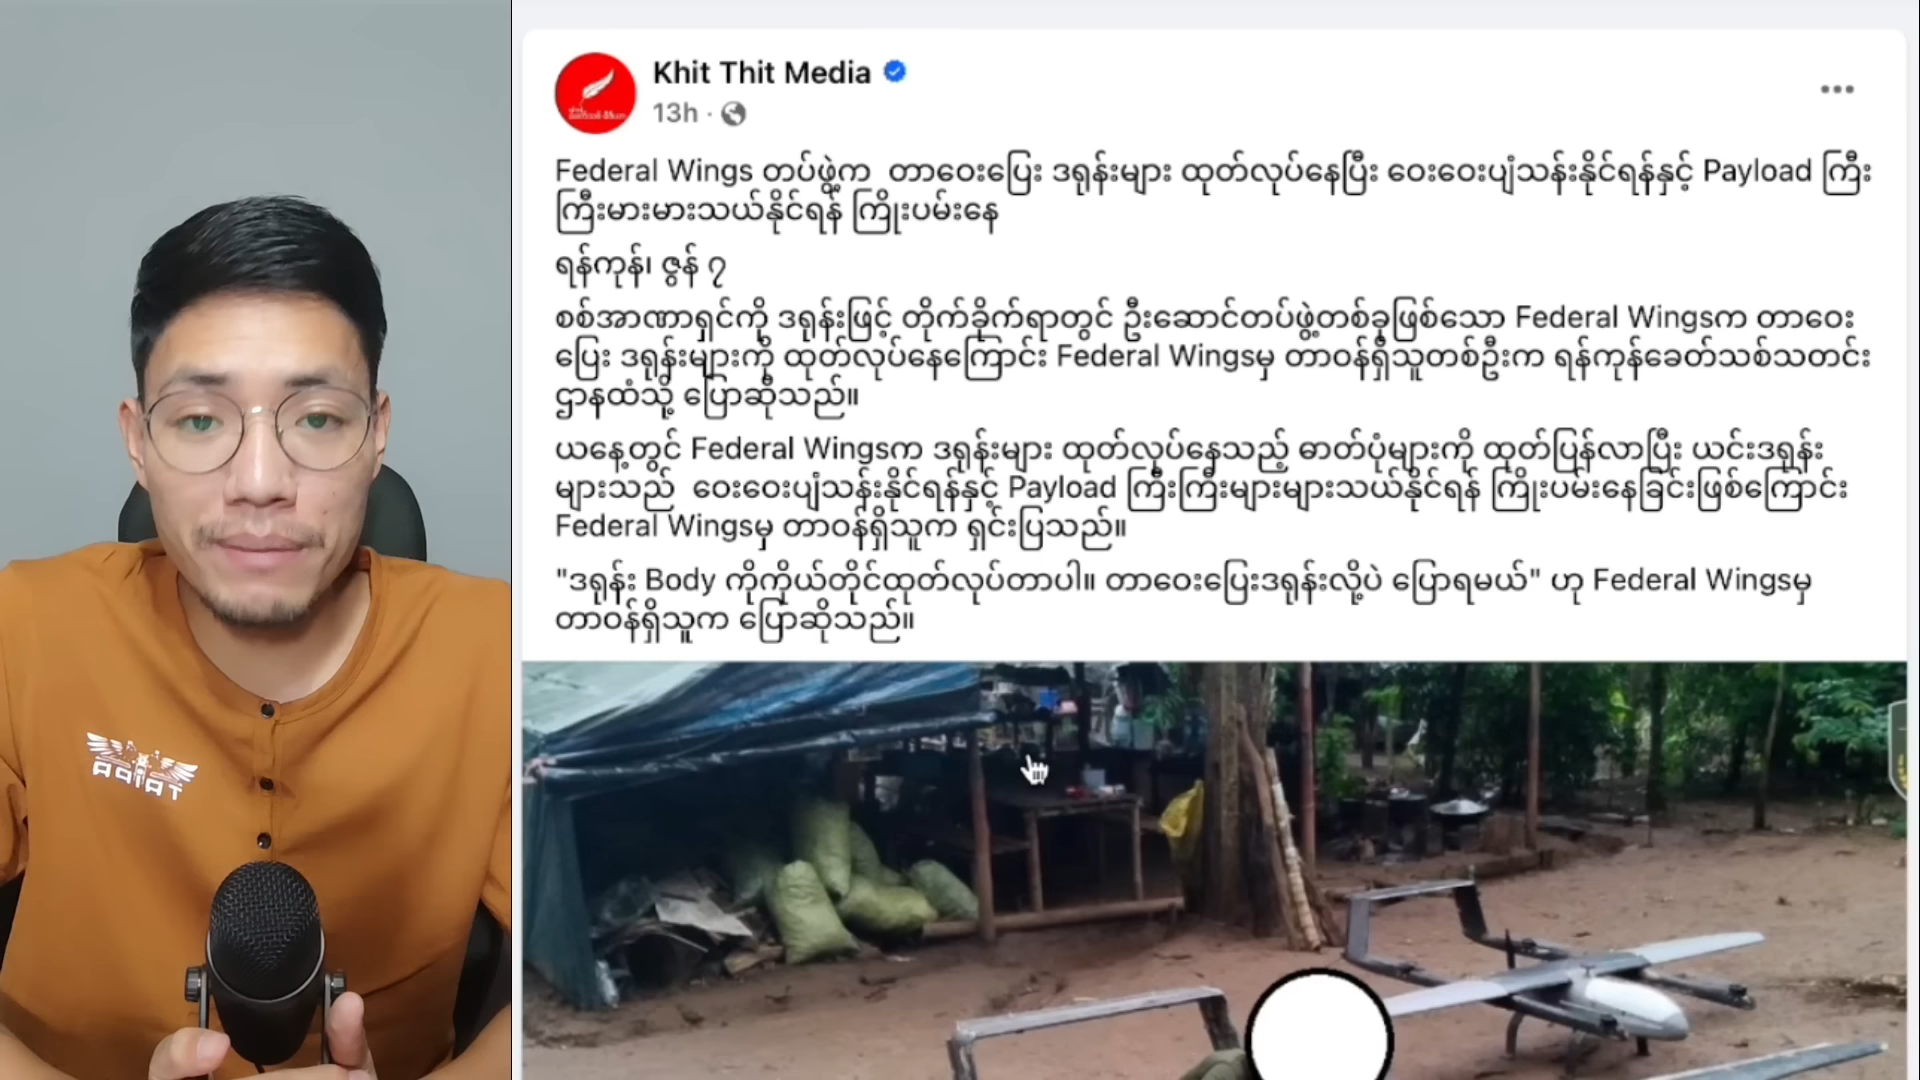 Khit Thit Media
13h
Federal Wings တပ်ဖွဲ့က တာဝေးပြေး ဒရုန်းများ ထုတ်လုပ်နေပြီး ဝေးဝေးပျံသန်းနိုင်ရန်နှင့် Payload ကြီး
ကြီးမားမားသယ်နိုင်ရန် ကြိုးပမ်းနေ
ရန်ကုန်၊ ဇွန် ၇
စစ်အာဏာရှင်ကို ဒရုန်းဖြင့် တိုက်ခိုက်ရာတွင် ဦးဆောင်တပ်ဖွဲ့တစ်ခုဖြစ်သော Federal Wingsက တာဝေး
ပြေး ဒရုန်းများကို ထုတ်လုပ်နေကြောင်း Federal Wingsမှ တာဝန်ရှိသူတစ်ဦးက ရန်ကုန်ခေတ်သစ်သတင်း
ဌာနထံသို့ ပြောဆိုသည်။
ယနေ့တွင် Federal Wingsက ဒရုန်းများ ထုတ်လုပ်နေသည့် ဓာတ်ပုံများကို ထုတ်ပြန်လာပြီး ယင်းဒရုန်း
များသည် ဝေးဝေးပျံသန်းနိုင်ရန်နှင့် Payload ကြီးကြီးများများသယ်နိုင်ရန် ကြိုးပမ်းနေခြင်းဖြစ်ကြောင်း
Federal Wingsမှ တာဝန်ရှိသူက ရှင်းပြသည်။
"ဒရုန်း Body ကိုကိုယ်တိုင်ထုတ်လုပ်တာပါ။ တာဝေးပြေးဒရုန်းလို့ပဲ ပြောရမယ်" ဟု Federal Wingsမှ
တာဝန်ရှိသူက ပြောဆိုသည်။